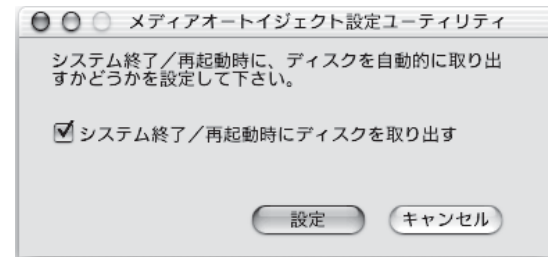 メディアオートイジェクト設定ユーティリティ
システム終了／再起動時に、ディスクを自動的に取り出
すかどうかを設定して下さい。
システム終了／再起動時にディスクを取り出す
設定
キャンセル